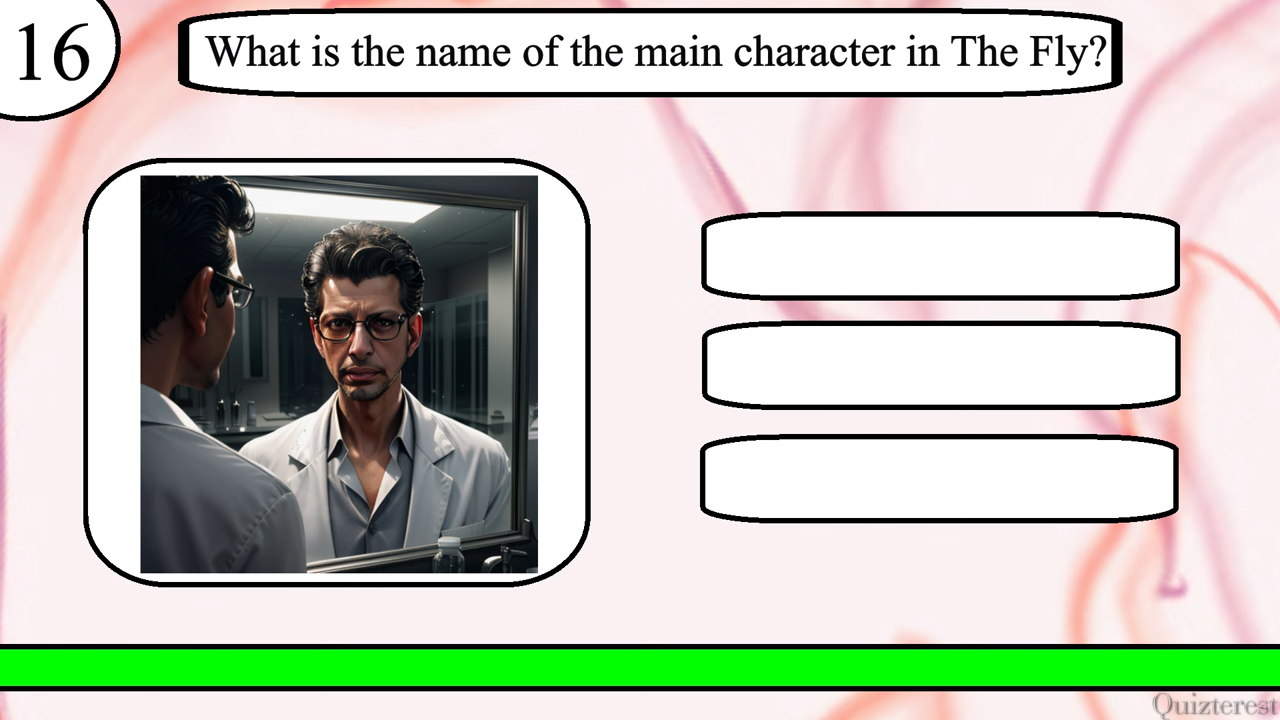 16
What is the name of the main character in The Fly?
Quizterest